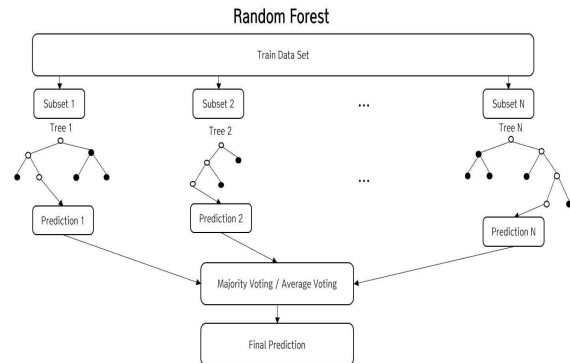 Random Forest
Train Data Set
Subset 1
Subset 2
...
Subset N
Tree 1
Tree 2
Tree N
...
Prediction 1
Prediction 2
Prediction N
Majority Voting / Average Voting
Final Prediction